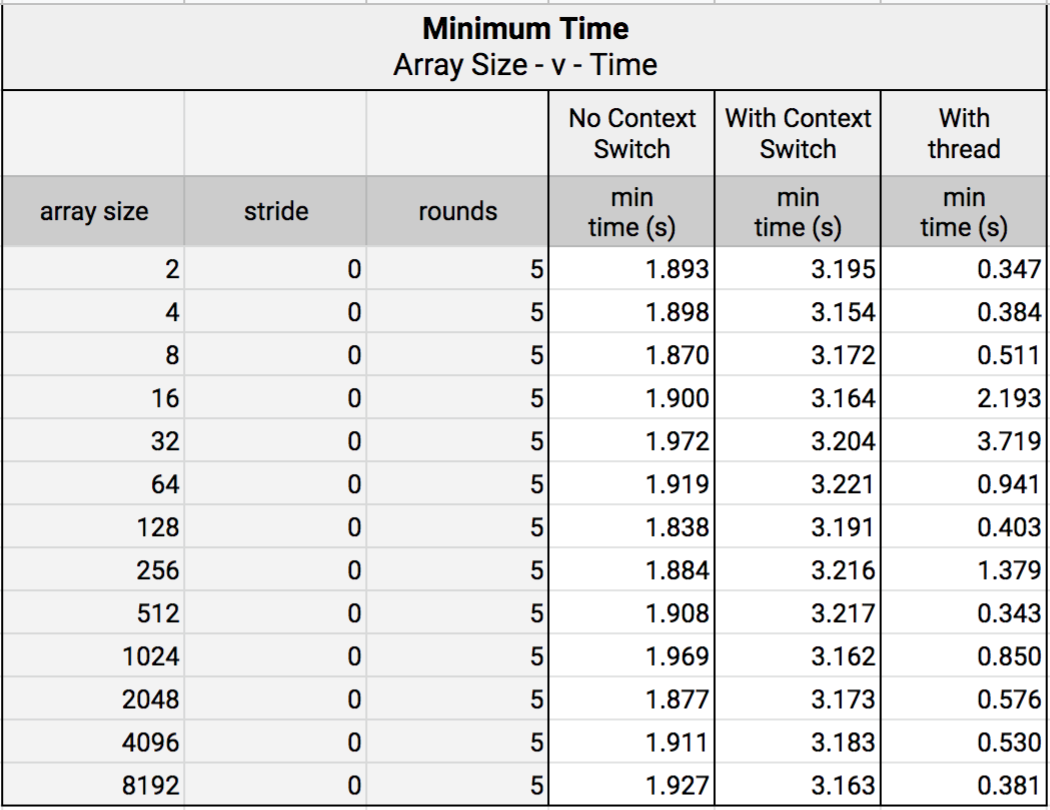 Minimum Time
Array Size - v - Time
No Context Switch With Context Switch With thread
array size stride rounds min time (s) min time (s) min time (s)
2 0 5 1.893 3.195 0.347
4 0 5 1.898 3.154 0.384
8 0 5 1.870 3.172 0.511
16 0 5 1.900 3.164 2.193
32 0 5 1.972 3.204 3.719
64 0 5 1.919 3.221 0.941
128 0 5 1.838 3.191 0.403
256 0 5 1.884 3.216 1.379
512 0 5 1.908 3.217 0.343
1024 0 5 1.969 3.162 0.850
2048 0 5 1.877 3.173 0.576
4096 0 5 1.911 3.183 0.530
8192 0 5 1.927 3.163 0.381